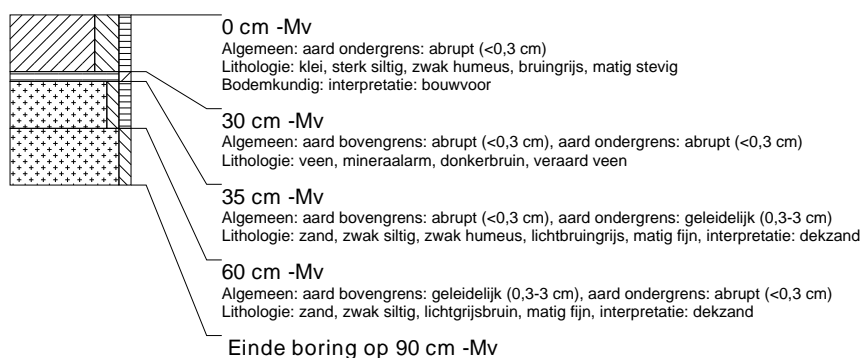 0 cm -Mv
Algemeen: aard ondergrens: abrupt (<0,3 cm)
Lithologie: klei, sterk siltig, zwak humeus, bruingrijs, matig stevig
Bodemkundig: interpretatie: bouwvoor
30 cm -Mv
Algemeen: aard bovengrens: abrupt (<0,3 cm), aard ondergrens: abrupt (<0,3 cm)
Lithologie: veen, mineraalarm, donkerbruin, veraard veen
35 cm -Mv
Algemeen: aard bovengrens: abrupt (<0,3 cm), aard ondergrens: geleidelijk (0,3-3 cm)
Lithologie: zand, zwak siltig, zwak humeus, lichtbruingrijs, matig fijn, interpretatie: dekzand
60 cm -Mv
Algemeen: aard bovengrens: geleidelijk (0,3-3 cm), aard ondergrens: abrupt (<0,3 cm)
Lithologie: zand, zwak siltig, lichtgrijsbruin, matig fijn, interpretatie: dekzand
Einde boring op 90 cm -Mv